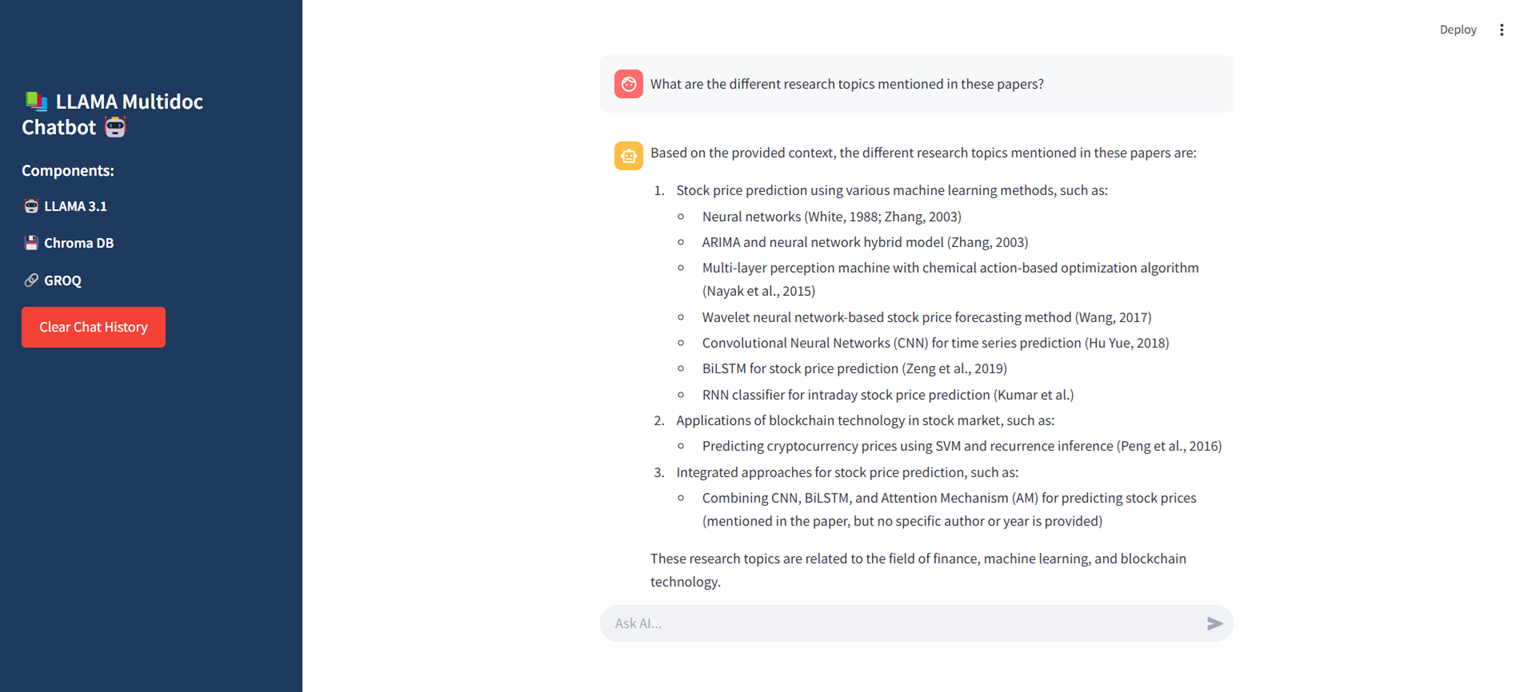 LLAMA Multidoc
Chatbot
Components:
LLAMA 3.1
Chroma DB
GROQ
Clear Chat History
Deploy
What are the different research topics mentioned in these papers?
Based on the provided context, the different research topics mentioned in these papers are:
1. Stock price prediction using various machine learning methods, such as:
Neural networks (White, 1988; Zhang, 2003)
ARIMA and neural network hybrid model (Zhang, 2003)
Multi-layer perception machine with chemical action-based optimization algorithm
(Nayak et al., 2015)
Wavelet neural network-based stock price forecasting method (Wang, 2017)
Convolutional Neural Networks (CNN) for time series prediction (Hu Yue, 2018)
BiLSTM for stock price prediction (Zeng et al., 2019)
RNN classifier for intraday stock price prediction (Kumar et al.)
2. Applications of blockchain technology in stock market, such as:
Predicting cryptocurrency prices using SVM and recurrence inference (Peng et al., 2016)
3. Integrated approaches for stock price prediction, such as:
Combining CNN, BiLSTM, and Attention Mechanism (AM) for predicting stock prices
(mentioned in the paper, but no specific author or year is provided)
These research topics are related to the field of finance, machine learning, and blockchain
technology.
Ask AI...